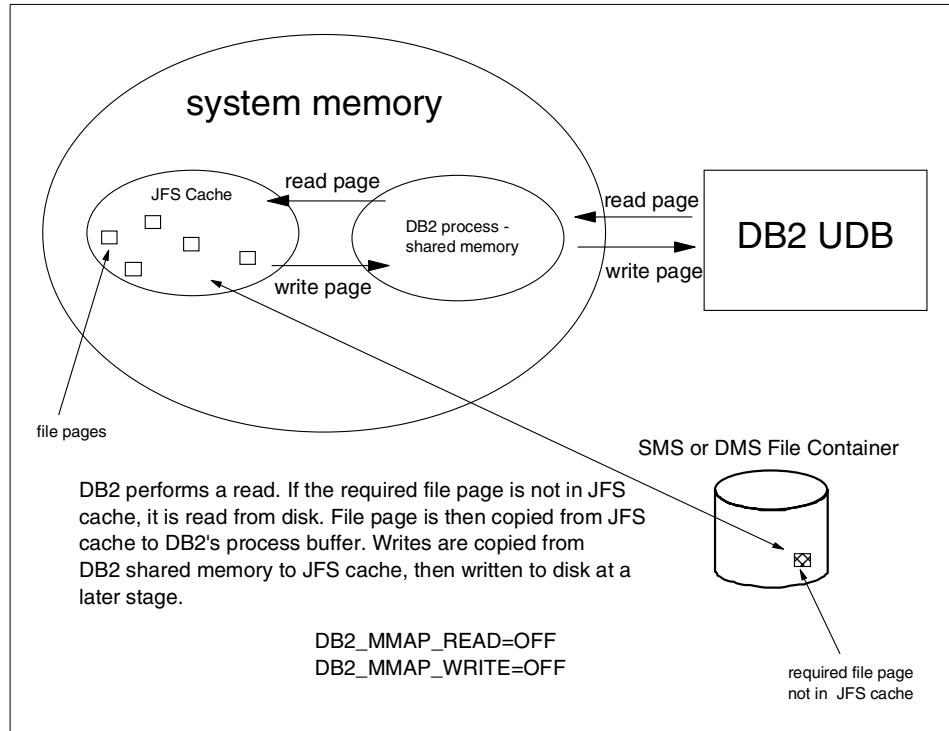 system memory
JFS Cache
read page
DB2 process -
shared memory
write page
read page
DB2 UDB
write page
file pages
SMS or DMS File Container
DB2 performs a read. If the required file page is not in JFS
cache, it is read from disk. File page is then copied from JFS
cache to DB2's process buffer. Writes are copied from
DB2 shared memory to JFS cache, then written to disk at a
later stage.
DB2_MMAP_READ=OFF
DB2_MMAP_WRITE=OFF
required file page
not in JFS cache